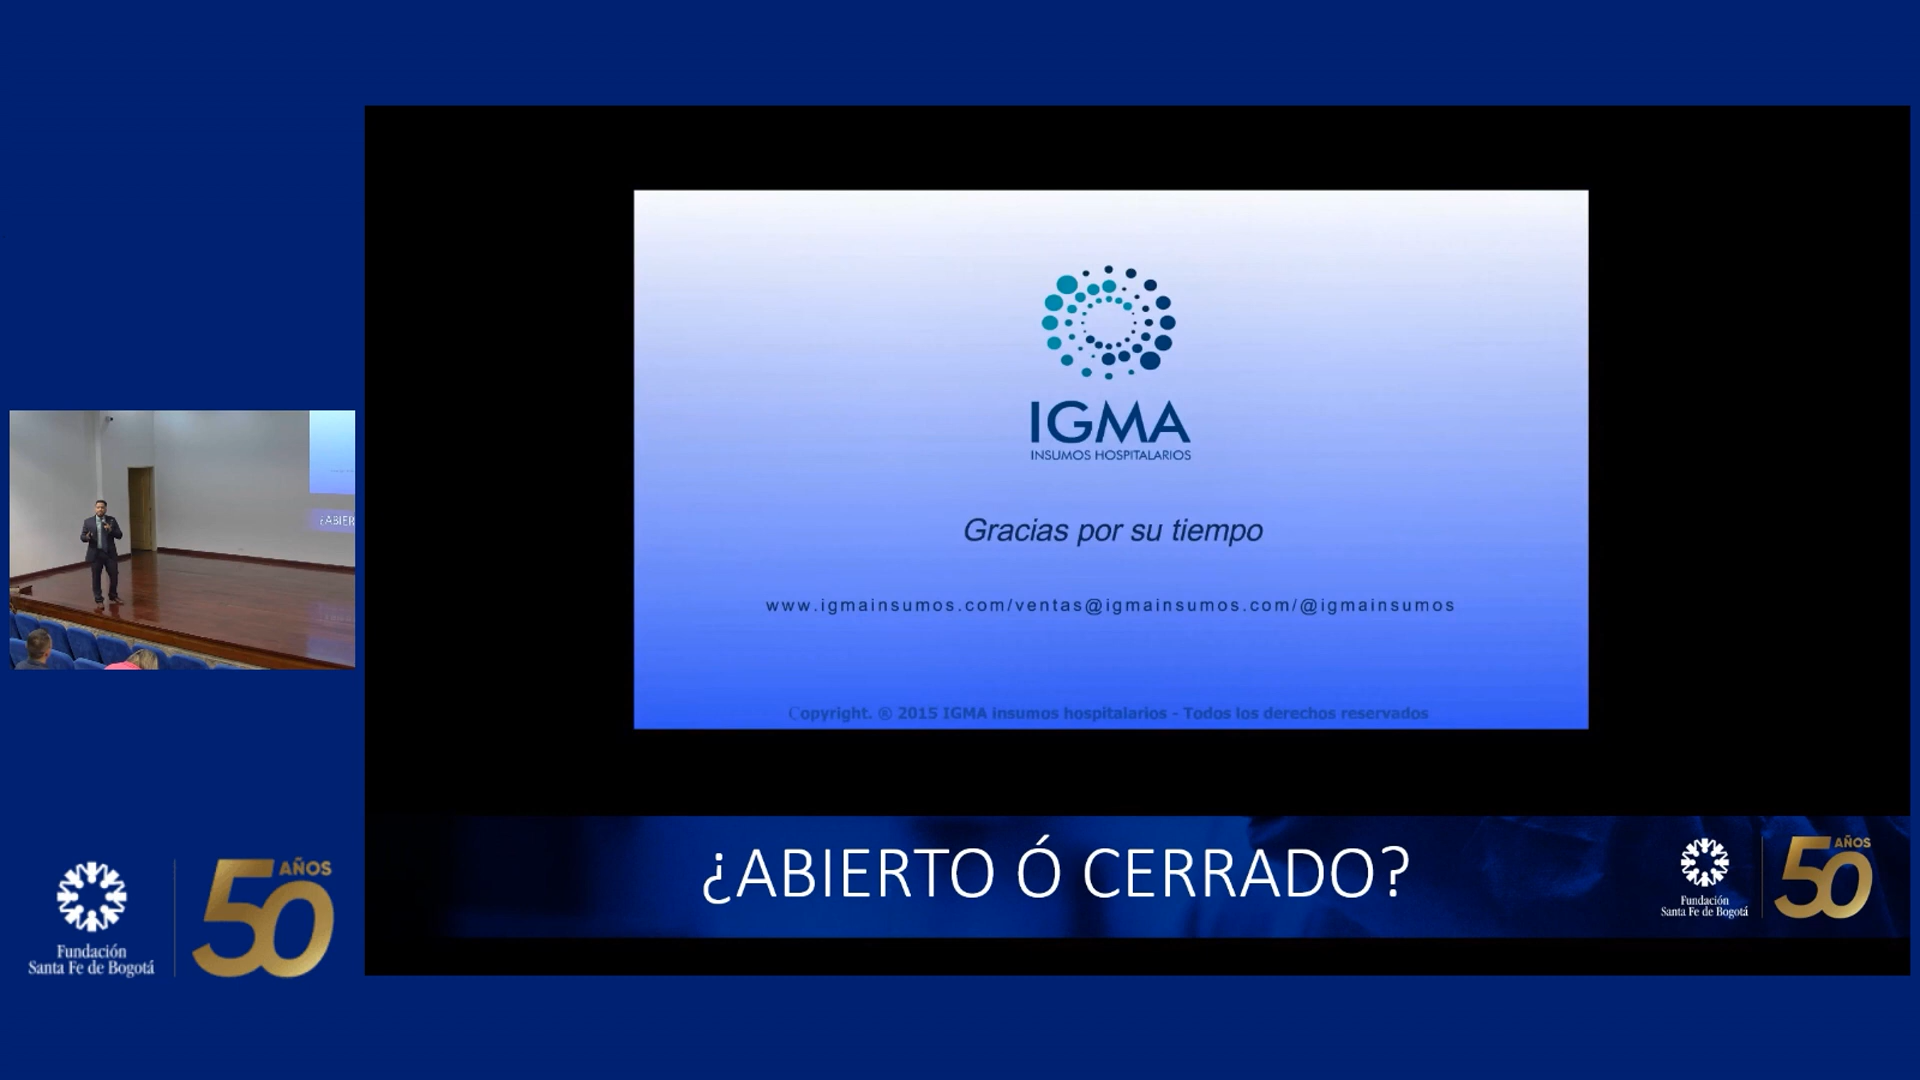 IGMA
INSUMOS HOSPITALARIOS
Gracias por su tiempo
www.igmainsumos.com/ventas@igmainsumos.com/@igmainsumos
Copyright. ® 2015 IGMA insumos hospitalarios - Todos los derechos reservados
¿ABIER
¿ABIERTO Ó CERRADO?
Fundación
Santa Fe de Bogotá
50 AÑOS
Fundación
Santa Fe de Bogotá
50 AÑOS